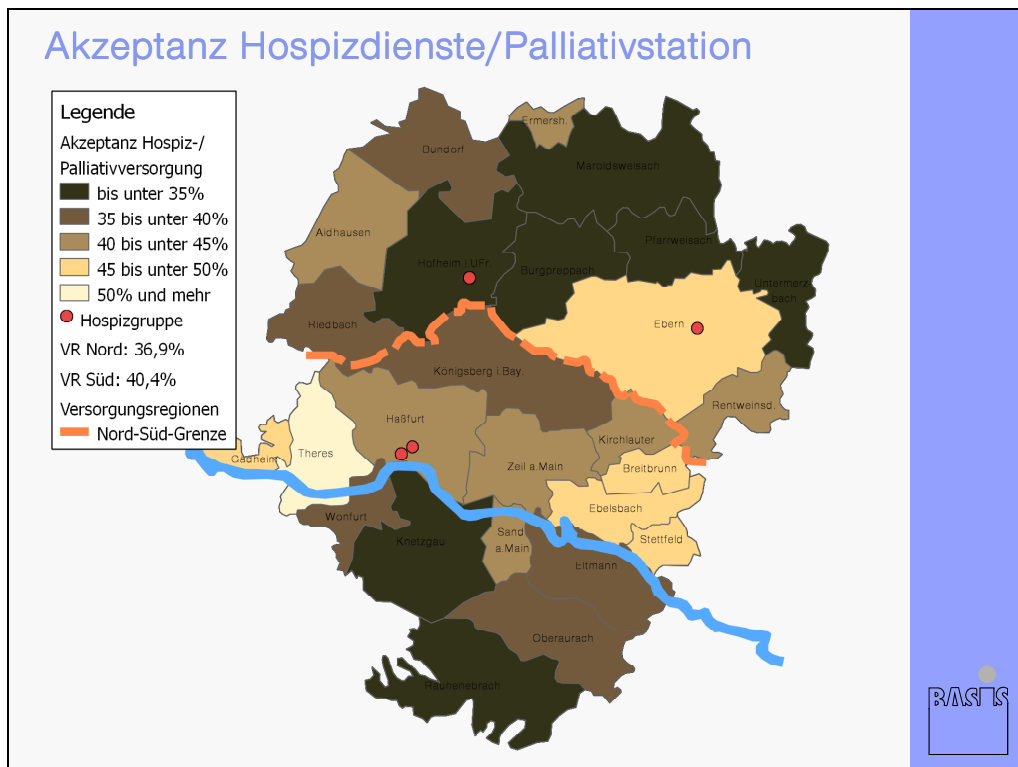 Akzeptanz Hospizdienste/Palliativstation
Legende
Akzeptanz Hospiz-/
Palliativversorgung
bis unter 35%
35 bis unter 40%
40 bis unter 45%
45 bis unter 50%
50% und mehr
Hospizgruppe
VR Nord: 36,9%
VR Süd: 40,4%
Versorgungsregionen
Nord-Süd-Grenze
Ermersh.
Bundorf
Maroldsweisach
Aidhausen
Pfarrweisach
Hofheim i.UFr
Burgpreppach
Untermerz-
bach
Riedbach
Ebern
Königsberg i.Bay.
Rentweinsd.
Haßfurt
Kirchlauter
Theres
Gädheim
Zeil a.Main
Breitbrunn
Ebelsbach
Wonfurt
Sand
a.Main
Stettfeld
Knetzgau
Eltmann
Oberaurach
Rauhenebrach
BASIS